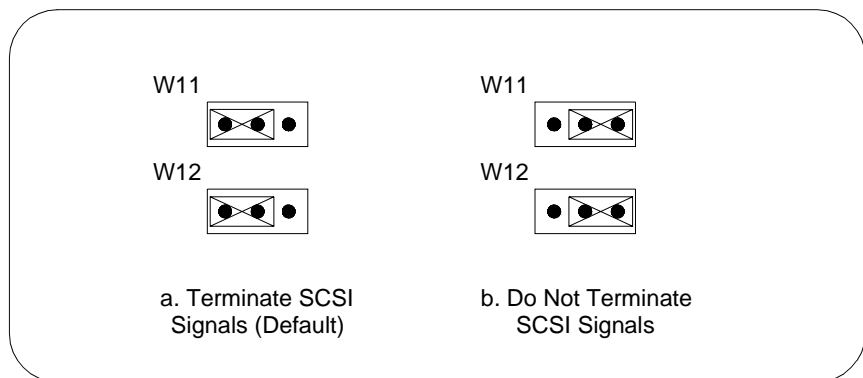 W11
W12
a. Terminate SCSI
Signals (Default)
W11
W12
b. Do Not Terminate
SCSI Signals